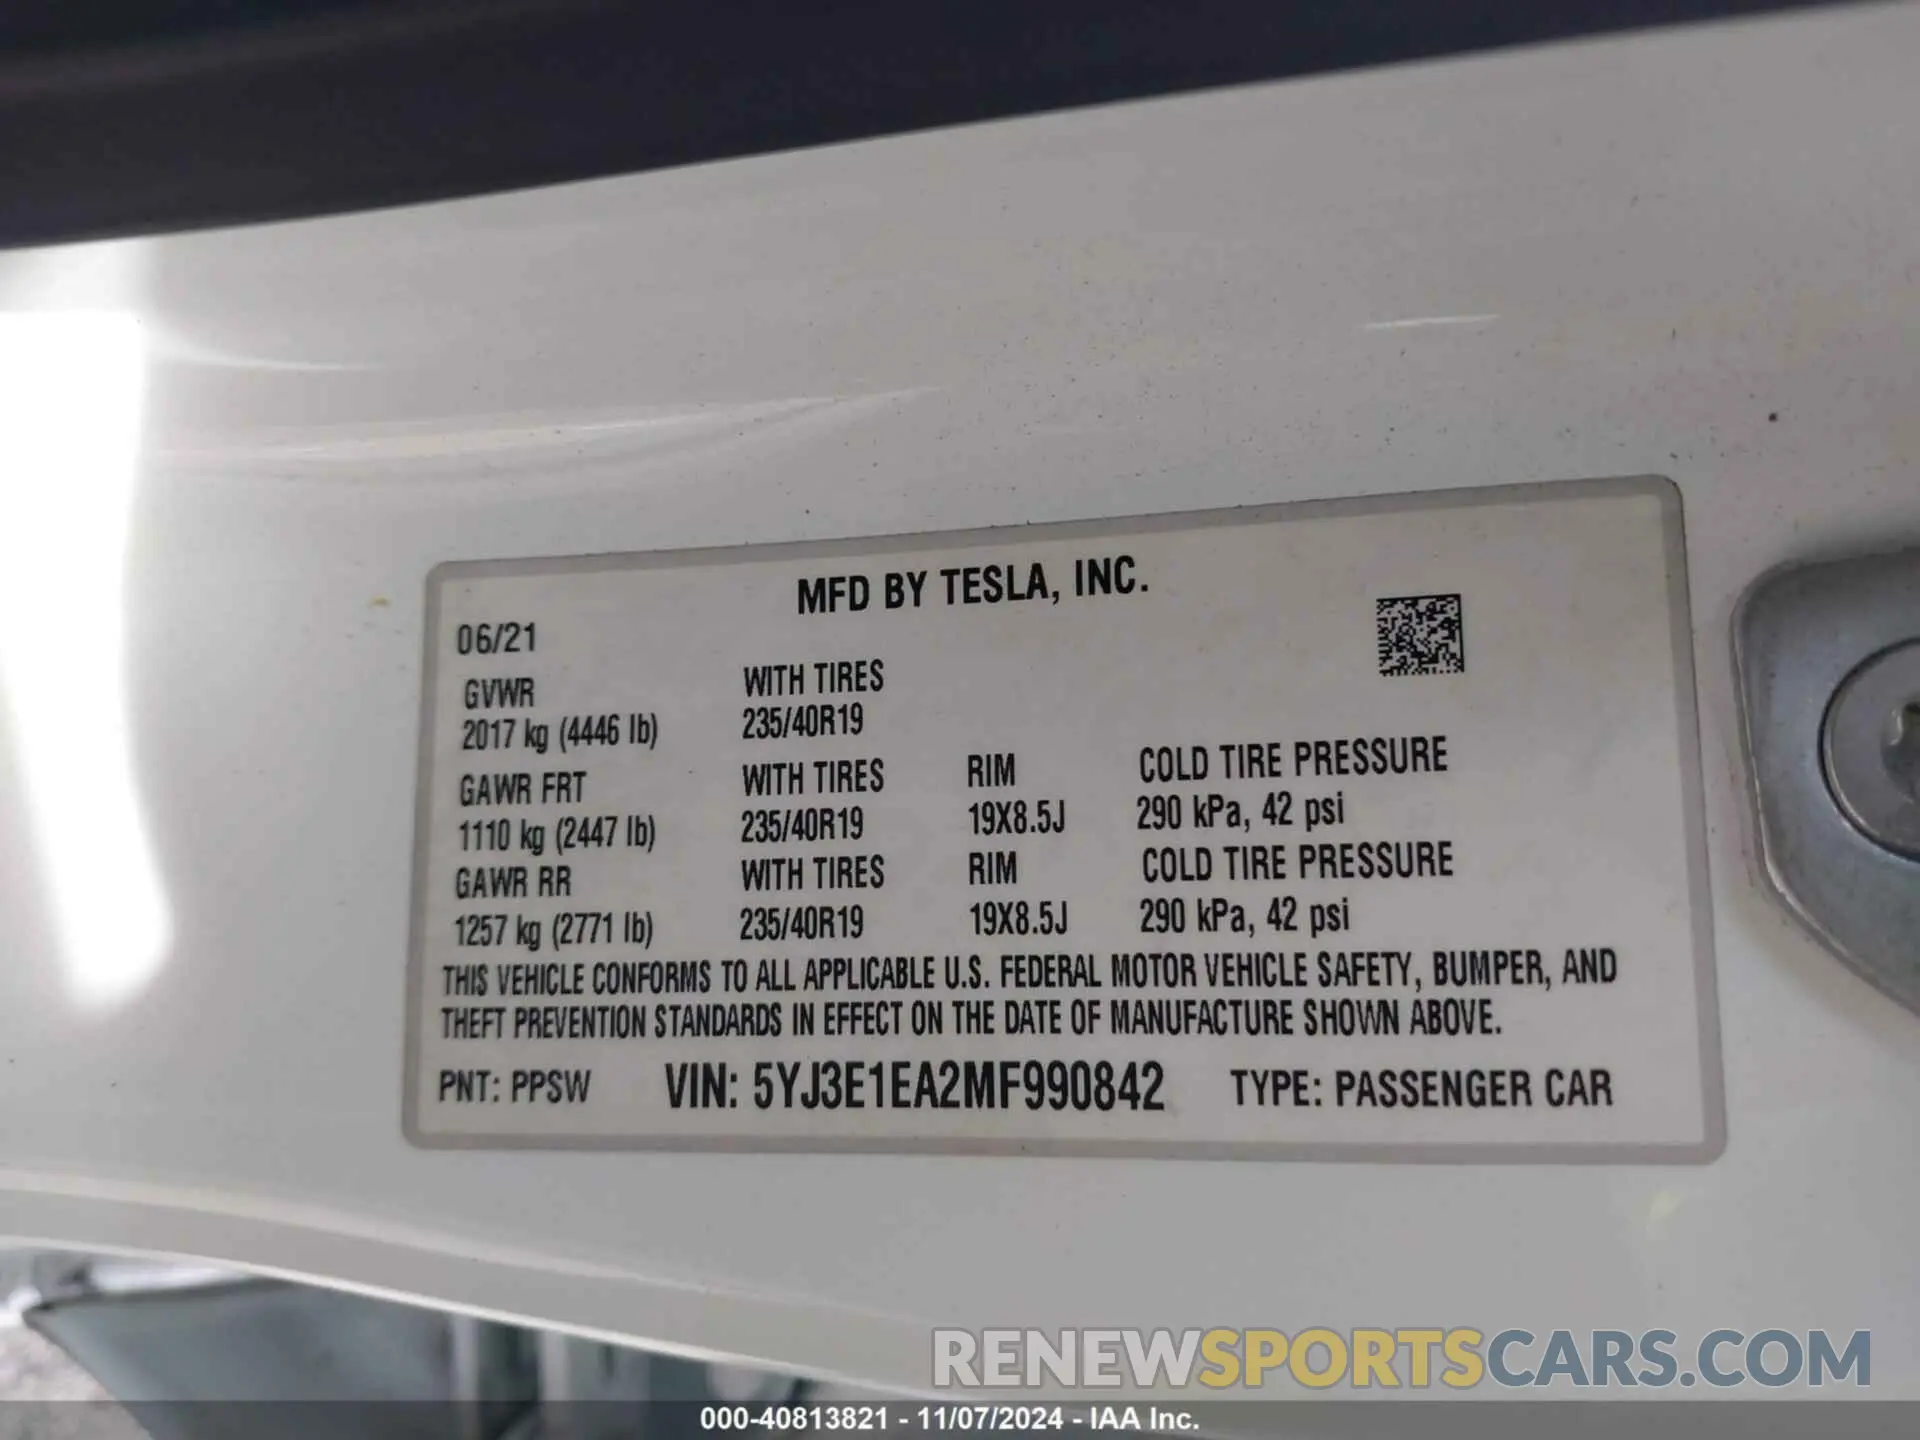 MFD BY TESLA, INC.
06/21
GVWR WITH TIRES
2017 kg (4446 lb) 235/40R19
GAWR FRT WITH TIRES RIM COLD TIRE PRESSURE
1110 kg (2447 lb) 235/40R19 19X8.5J 290 kPa, 42 psi
GAWR RR WITH TIRES RIM COLD TIRE PRESSURE
1257 kg (2771 lb) 235/40R19 19X8.5J 290 kPa, 42 psi
THIS VEHICLE CONFORMS TO ALL APPLICABLE U.S. FEDERAL MOTOR VEHICLE SAFETY, BUMPER, AND
THEFT PREVENTION STANDARDS IN EFFECT ON THE DATE OF MANUFACTURE SHOWN ABOVE.
PNT: PPSW VIN: 5YJ3E1EA2MF990842 TYPE: PASSENGER CAR
RENEWSPORTSCARS.COM
000-40813821 - 11/07/2024 - IAA Inc.